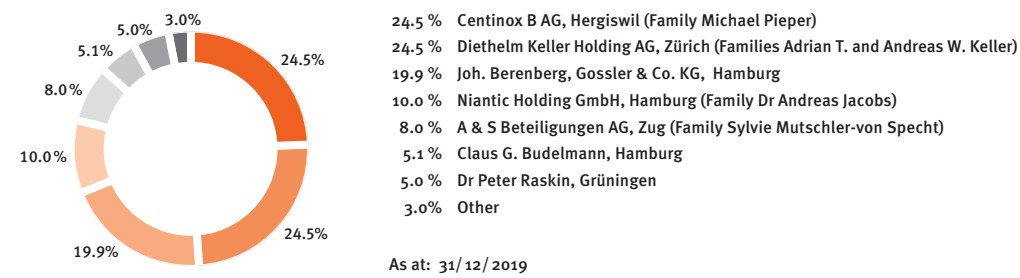 3.0%
5.0%
5.1%
8.0%
10.0%
19.9%
24.5%
24.5%
24.5 % Centinox B AG, Hergiswil (Family Michael Pieper)
24.5 % Diethelm Keller Holding AG, Zürich (Families Adrian T. and Andreas W. Keller)
19.9 % Joh. Berenberg, Gossler & Co. KG, Hamburg
10.0 % Niantic Holding GmbH, Hamburg (Family Dr Andreas Jacobs)
8.0 % A & S Beteiligungen AG, Zug (Family Sylvie Mutschler-von Specht)
5.1 % Claus G. Budelmann, Hamburg
5.0 % Dr Peter Raskin, Grüningen
3.0% Other
As at: 31/12/2019